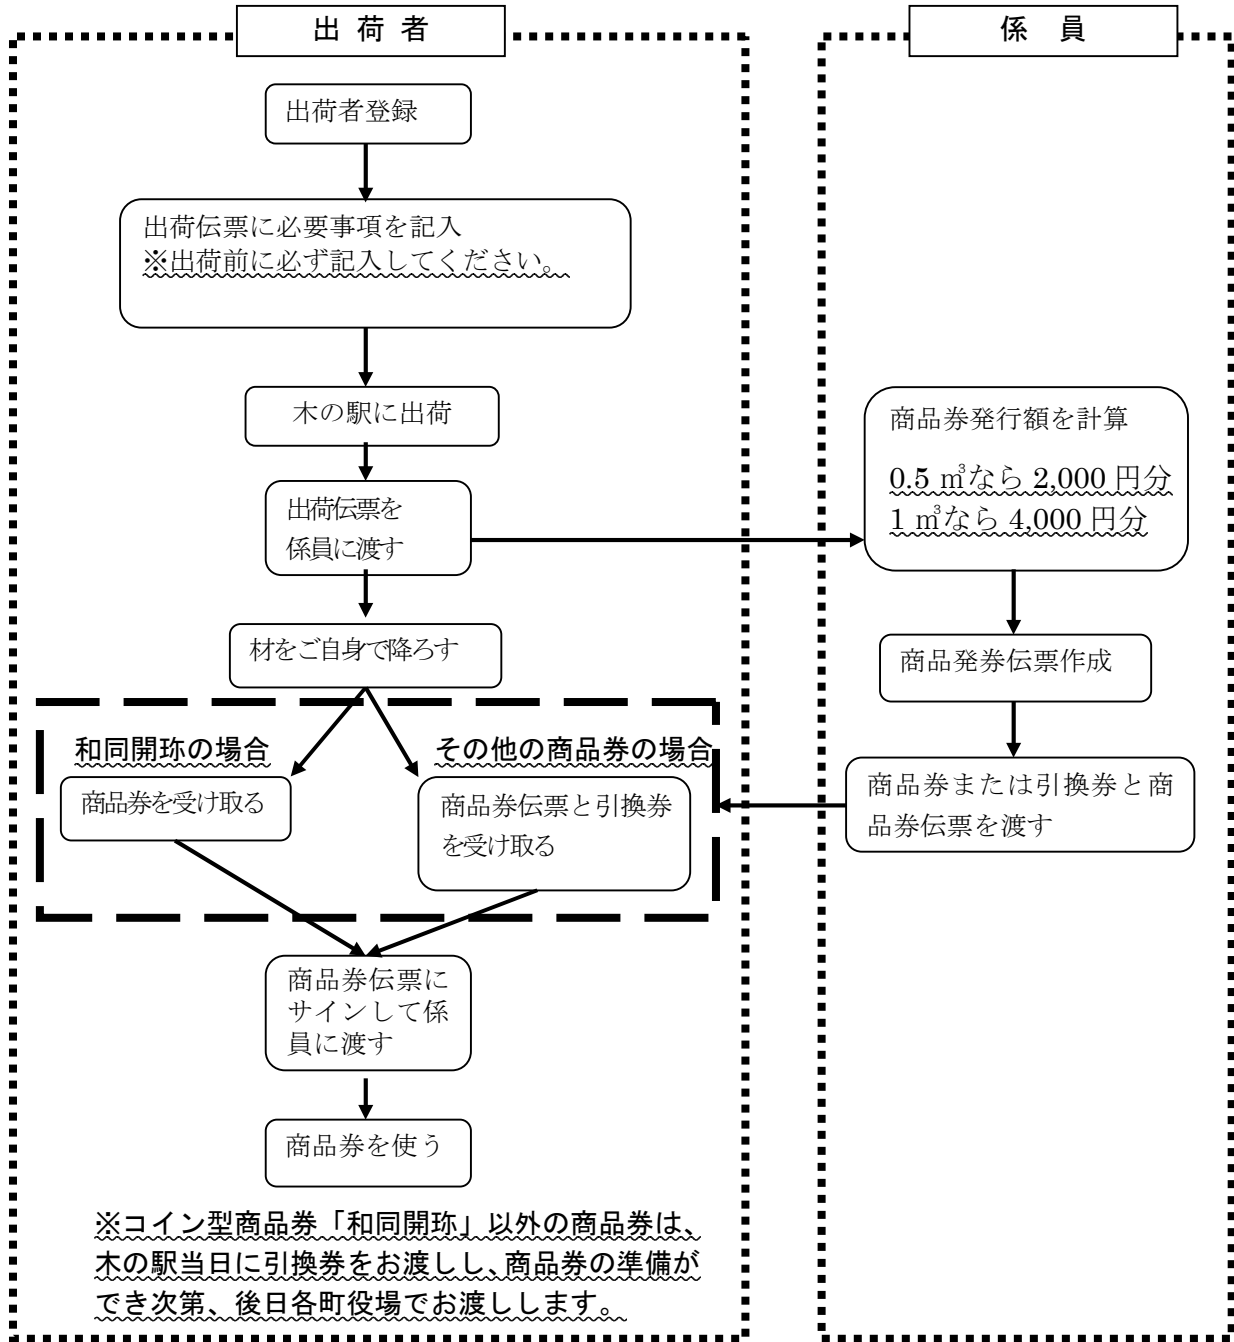 出荷者
係員
出荷者登録
出荷伝票に必要事項を記入
※出荷前に必ず記入してください。
木の駅に出荷
出荷伝票を
係員に渡す
材をご自身で降ろす
和同開珎の場合
商品券を受け取る
その他の商品券の場合
商品券伝票と引換券
を受け取る
商品券伝票に
サインして係
員に渡す
商品券を使う
※コイン型商品券「和同開珎」以外の商品券は、
木の駅当日に引換券をお渡しし、商品券の準備が
でき次第、後日各町役場でお渡しします。
商品券発行額を計算
0.5 ㎥なら 2,000 円分
1 ㎥なら 4,000 円分
商品発券伝票作成
商品券または引換券と商
品券伝票を渡す